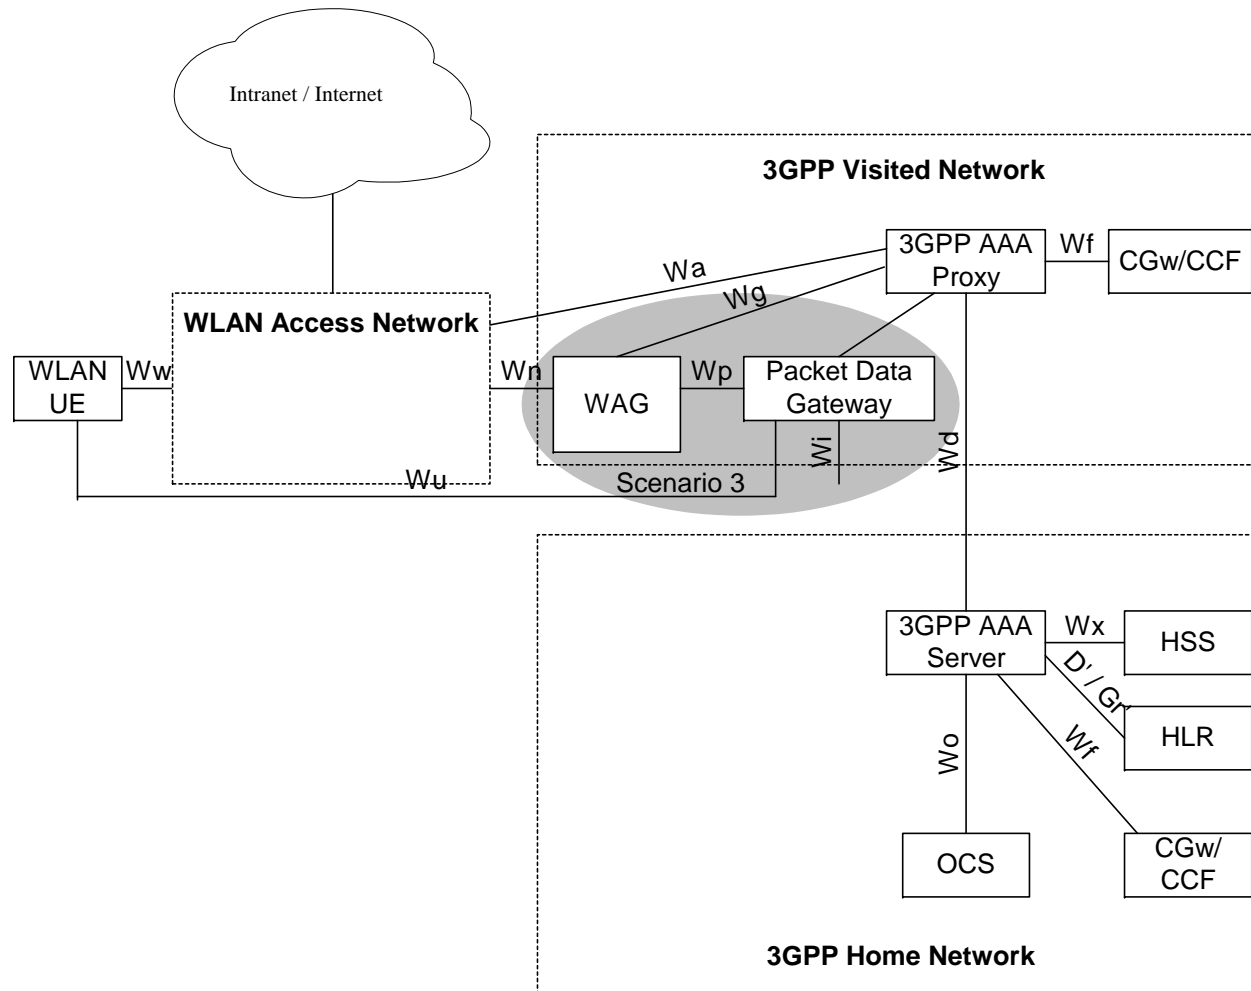 Intranet / Internet
3GPP Visited Network
3GPP AAA
Proxy
Wf
CGw/CCF
Wa
Wg
WLAN Access Network
WLAN
UE
Ww
Wn
WAG
Wp
Packet Data
Gateway
Wi
Wd
Wu
Scenario 3
3GPP AAA
Server
Wx
HSS
D' / Gr'
HLR
Wf
Wo
OCS
CGw/
CCF
3GPP Home Network